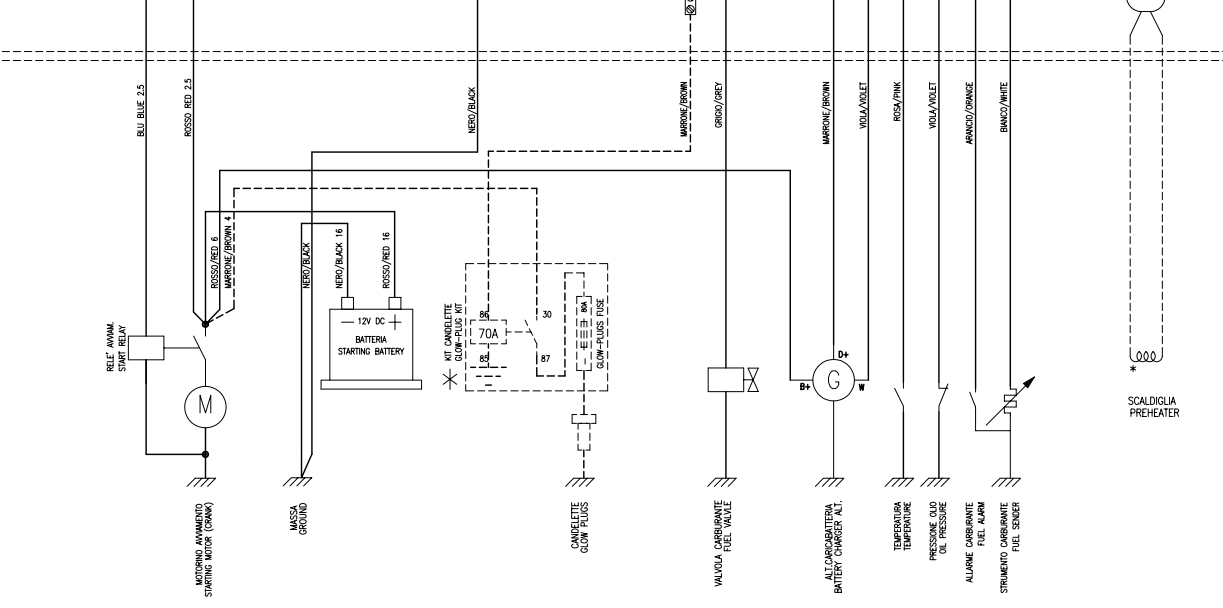 BLU BLUE 2.5
ROSSO RED 2.5
NERO/BLACK
MARRONE/BROWN
GRIGIO/GREY
MARRONE/BROWN
VIOLA/VIOLET
ROSA/PINK
VIOLA/VIOLET
ARANCIO/ORANGE
BIANCO/WHITE
ROSSO/RED 6
MARRONE/BROWN 4
NERO/BLACK
NERO/BLACK 16
ROSSO/RED 16
RELE' AVVIAM.
START RELAY
12V DC
BATTERIA
STARTING BATTERY
KIT CANDELETTE
GLOW-PLUG KIT
86
30
70A
85
87
80A
GLOW-PLUGS FUSE
M
D+
B+
G
W
*
SCALDIGLIA
PREHEATER
MOTORINO AVVIAMENTO
STARTING MOTOR (CRANK)
MASSA
GROUND
CANDELETTE
GLOW PLUGS
VALVOLA CARBURANTE
FUEL VALVLE
ALT.CARICABATTERIA
BATTERY CHARGER ALT.
TEMPERATURA
TEMPERATURE
PRESSIONE OLIO
OIL PRESSURE
ALLARME CARBURANTE
FUEL ALARM
STRUMENTO CARBURANTE
FUEL SENDER